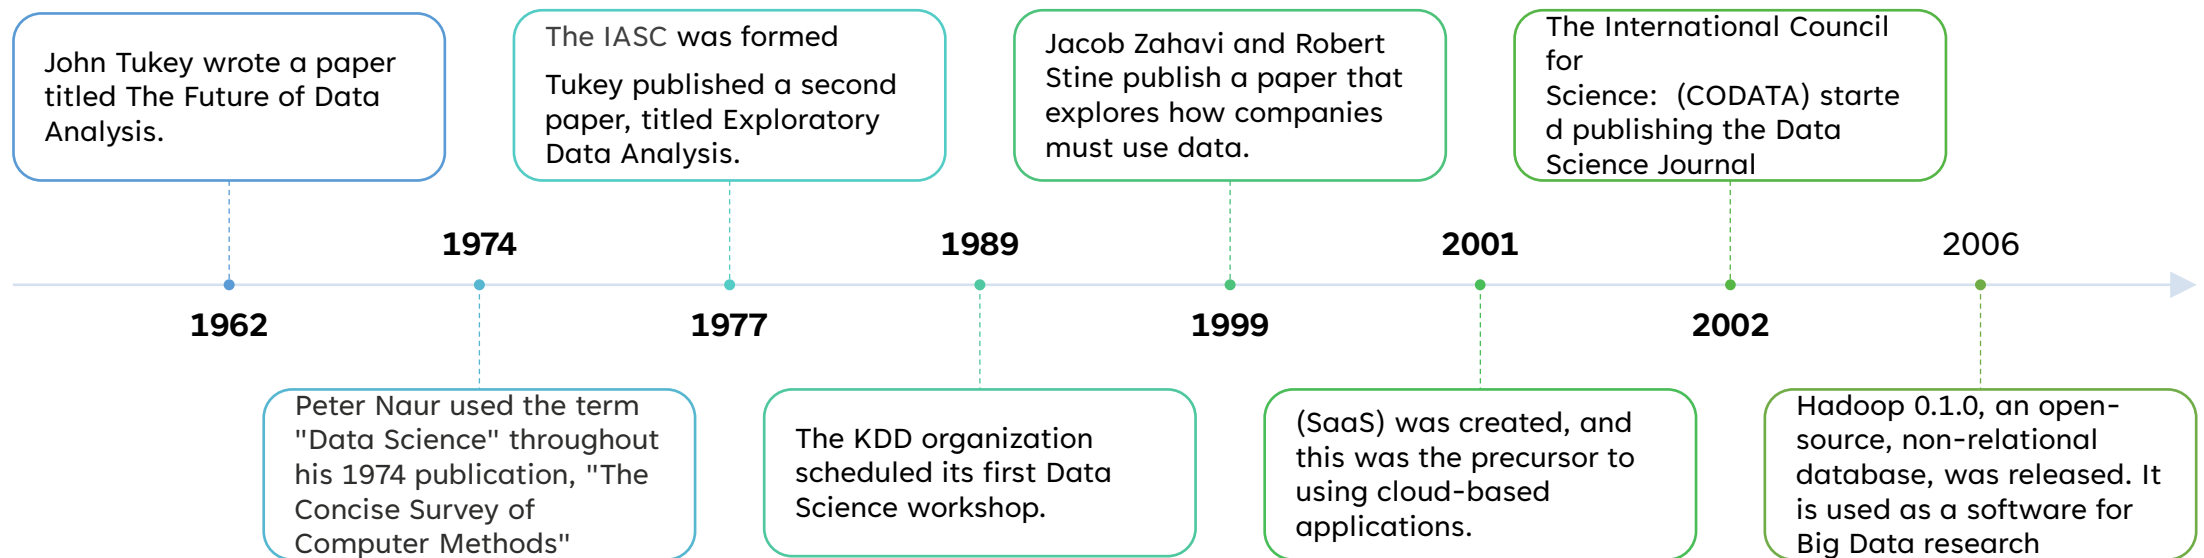 John Tukey wrote a paper
titled The Future of Data
Analysis.
The IASC was formed
Tukey published a second
paper, titled Exploratory
Data Analysis.
Jacob Zahavi and Robert
Stine publish a paper that
explores how companies
must use data.
The International Council
for
Science:  (CODATA) starte
d publishing the Data
Science Journal
1974
1989
2001
2006
1962
1977
1999
2002
Peter Naur used the term
"Data Science" throughout
his 1974 publication, "The
Concise Survey of
Computer Methods"
The KDD organization
scheduled its first Data
Science workshop.
(SaaS) was created, and
this was the precursor to
using cloud-based
applications.
Hadoop 0.1.0, an open-
source, non-relational
database, was released. It
is used as a software for
Big Data research